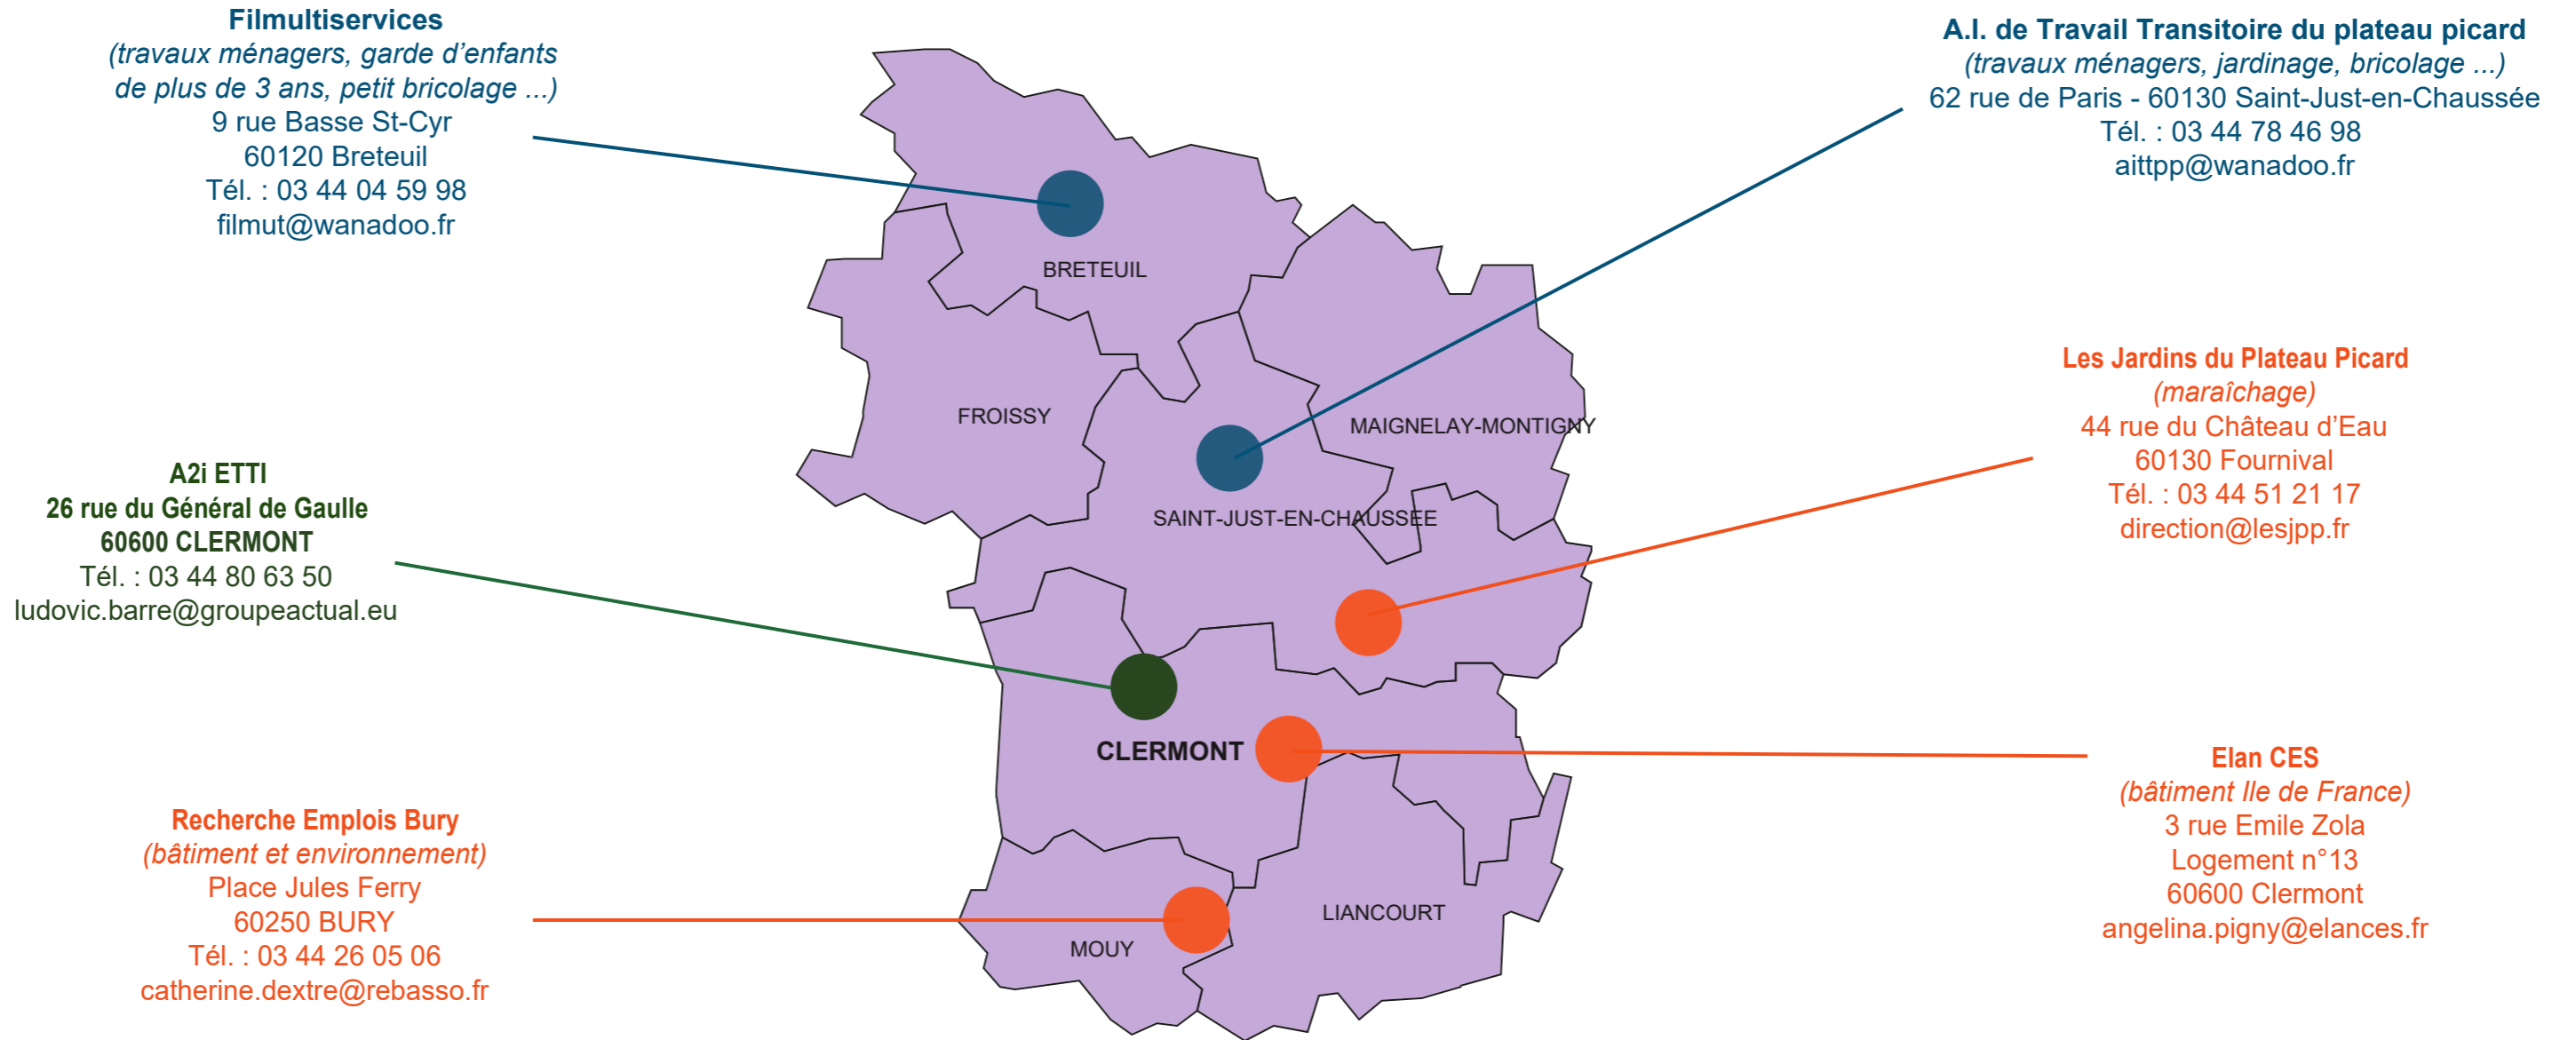 Filmultiservices
(travaux ménagers, garde d’enfants
de plus de 3 ans, petit bricolage ...)
9 rue Basse St-Cyr
60120 Breteuil
Tél. : 03 44 04 59 98
filmut@wanadoo.fr
A.I. de Travail Transitoire du plateau picard
(travaux ménagers, jardinage, bricolage ...)
62 rue de Paris - 60130 Saint-Just-en-Chaussée
Tél. : 03 44 78 46 98
aittpp@wanadoo.fr
BRETEUIL
FROISSY
MAIGNELAY-MONTIGNY
SAINT-JUST-EN-CHAUSSEE
CLERMONT
LIANCOURT
MOUY
Les Jardins du Plateau Picard
(maraîchage)
44 rue du Château d’Eau
60130 Fournival
Tél. : 03 44 51 21 17
direction@lesjpp.fr
A2i ETTI
26 rue du Général de Gaulle
60600 CLERMONT
Tél. : 03 44 80 63 50
ludovic.barre@groupeactual.eu
Elan CES
(bâtiment Ile de France)
3 rue Emile Zola
Logement n°13
60600 Clermont
angelina.pigny@elances.fr
Recherche Emplois Bury
(bâtiment et environnement)
Place Jules Ferry
60250 BURY
Tél. : 03 44 26 05 06
catherine.dextre@rebasso.fr